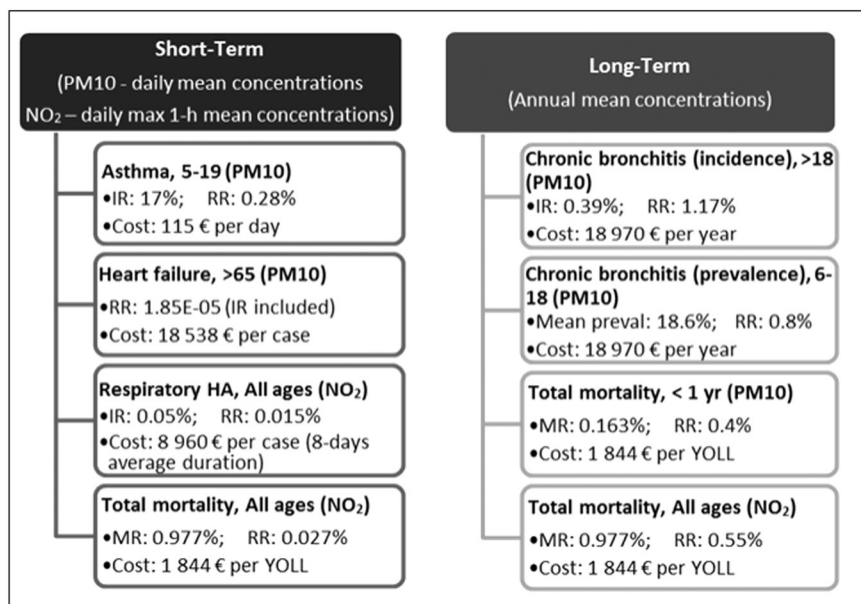 Short-Term
(PM10 - daily mean concentrations
NO₂ – daily max 1-h mean concentrations)
Asthma, 5-19 (PM10)
•IR: 17%; RR: 0.28%
•Cost: 115 € per day
Heart failure, >65 (PM10)
•RR: 1.85E-05 (IR included)
•Cost: 18 538 € per case
Respiratory HA, All ages (NO₂)
•IR: 0.05%; RR: 0.015%
•Cost: 8 960 € per case (8-days
average duration)
Total mortality, All ages (NO₂)
•MR: 0.977%; RR: 0.027%
•Cost: 1 844 € per YOLL
Long-Term
(Annual mean concentrations)
Chronic bronchitis (incidence), >18
(PM10)
•IR: 0.39%; RR: 1.17%
•Cost: 18 970 € per year
Chronic bronchitis (prevalence), 6-
18 (PM10)
•Mean preval: 18.6%; RR: 0.8%
•Cost: 18 970 € per year
Total mortality, < 1 yr (PM10)
•MR: 0.163%; RR: 0.4%
•Cost: 1 844 € per YOLL
Total mortality, All ages (NO₂)
•MR: 0.977%; RR: 0.55%
•Cost: 1 844 € per YOLL